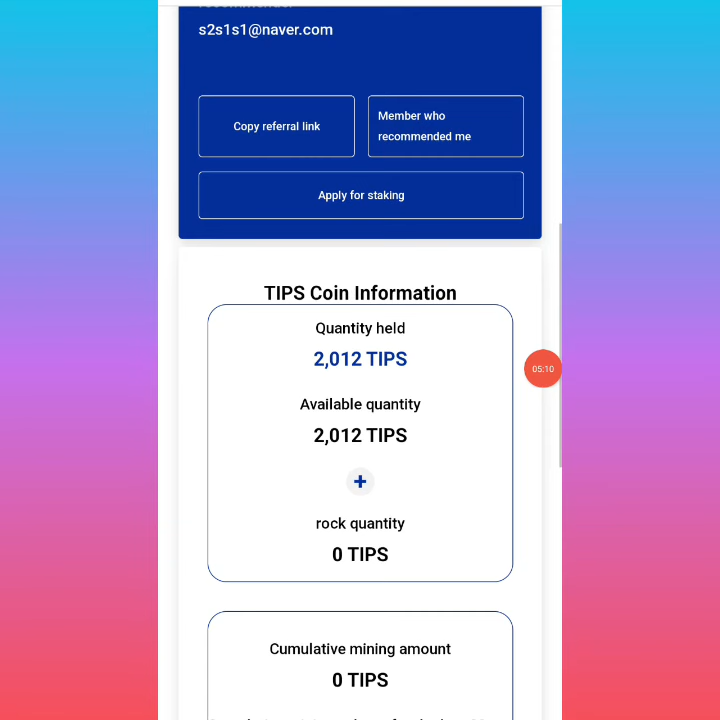 s2s1s1@naver.com
Copy referral link
Member who
recommended me
Apply for staking
TIPS Coin Information
Quantity held
2,012 TIPS
05:10
Available quantity
2,012 TIPS
+
rock quantity
0 TIPS
Cumulative mining amount
0 TIPS